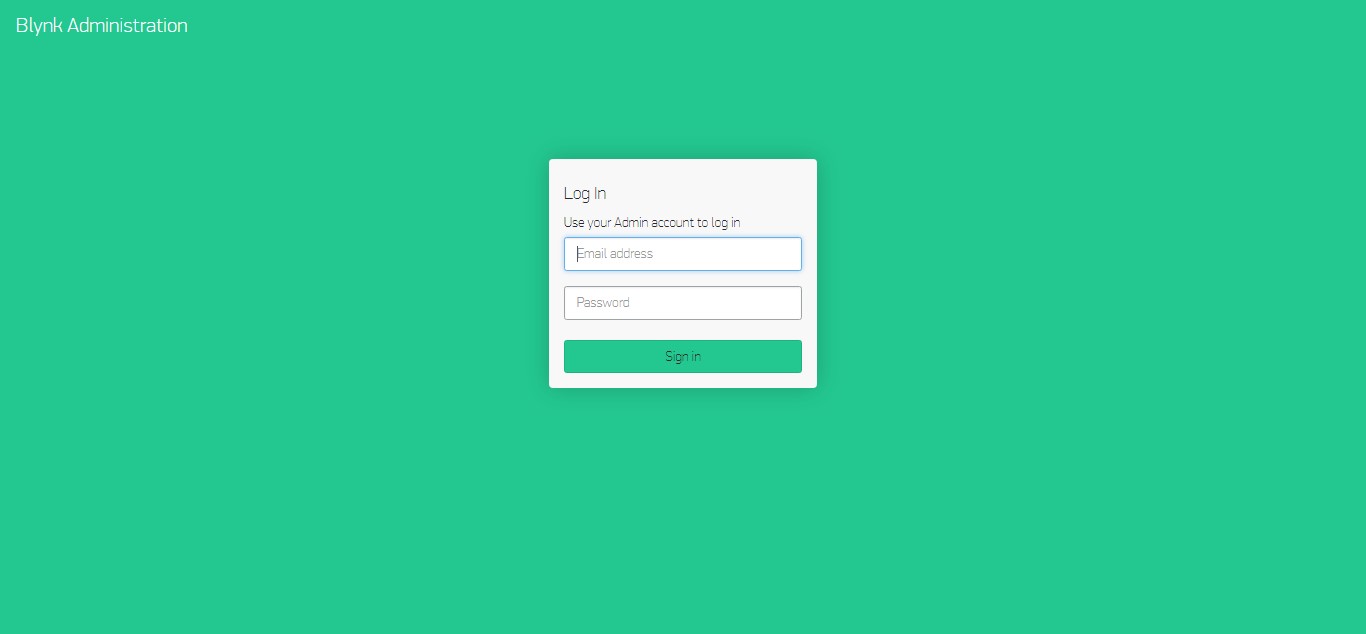 Blynk Administration
Log In
Use your Admin account to log in
Email address
Password
Sign in